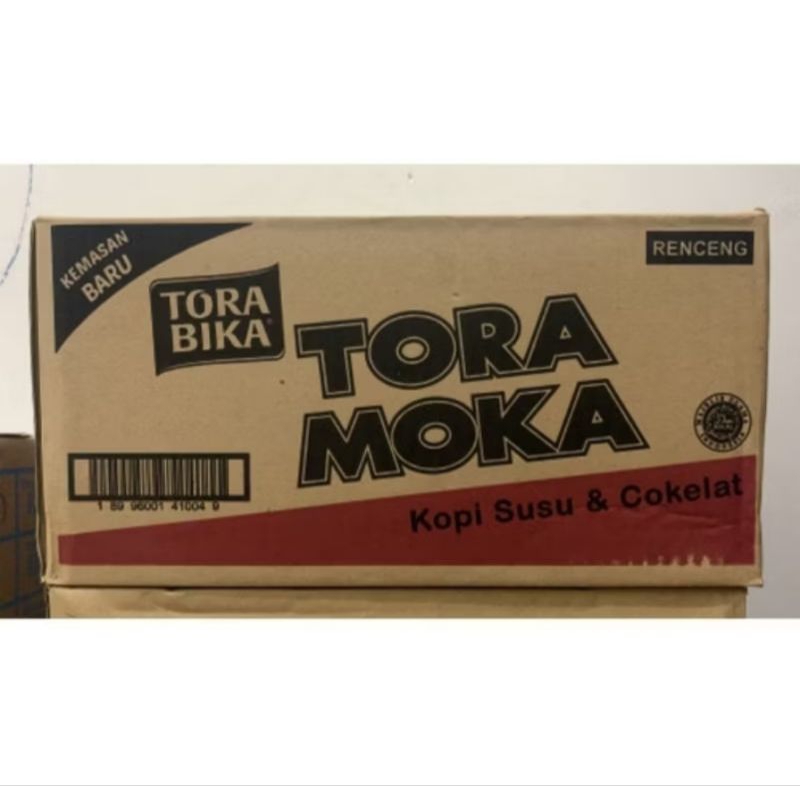 KEMASAN
BARU
RENCENG
TORA
BIKA
TORA
MOKA
Kopi Susu & Cokelat
1 89 96001 41004 9